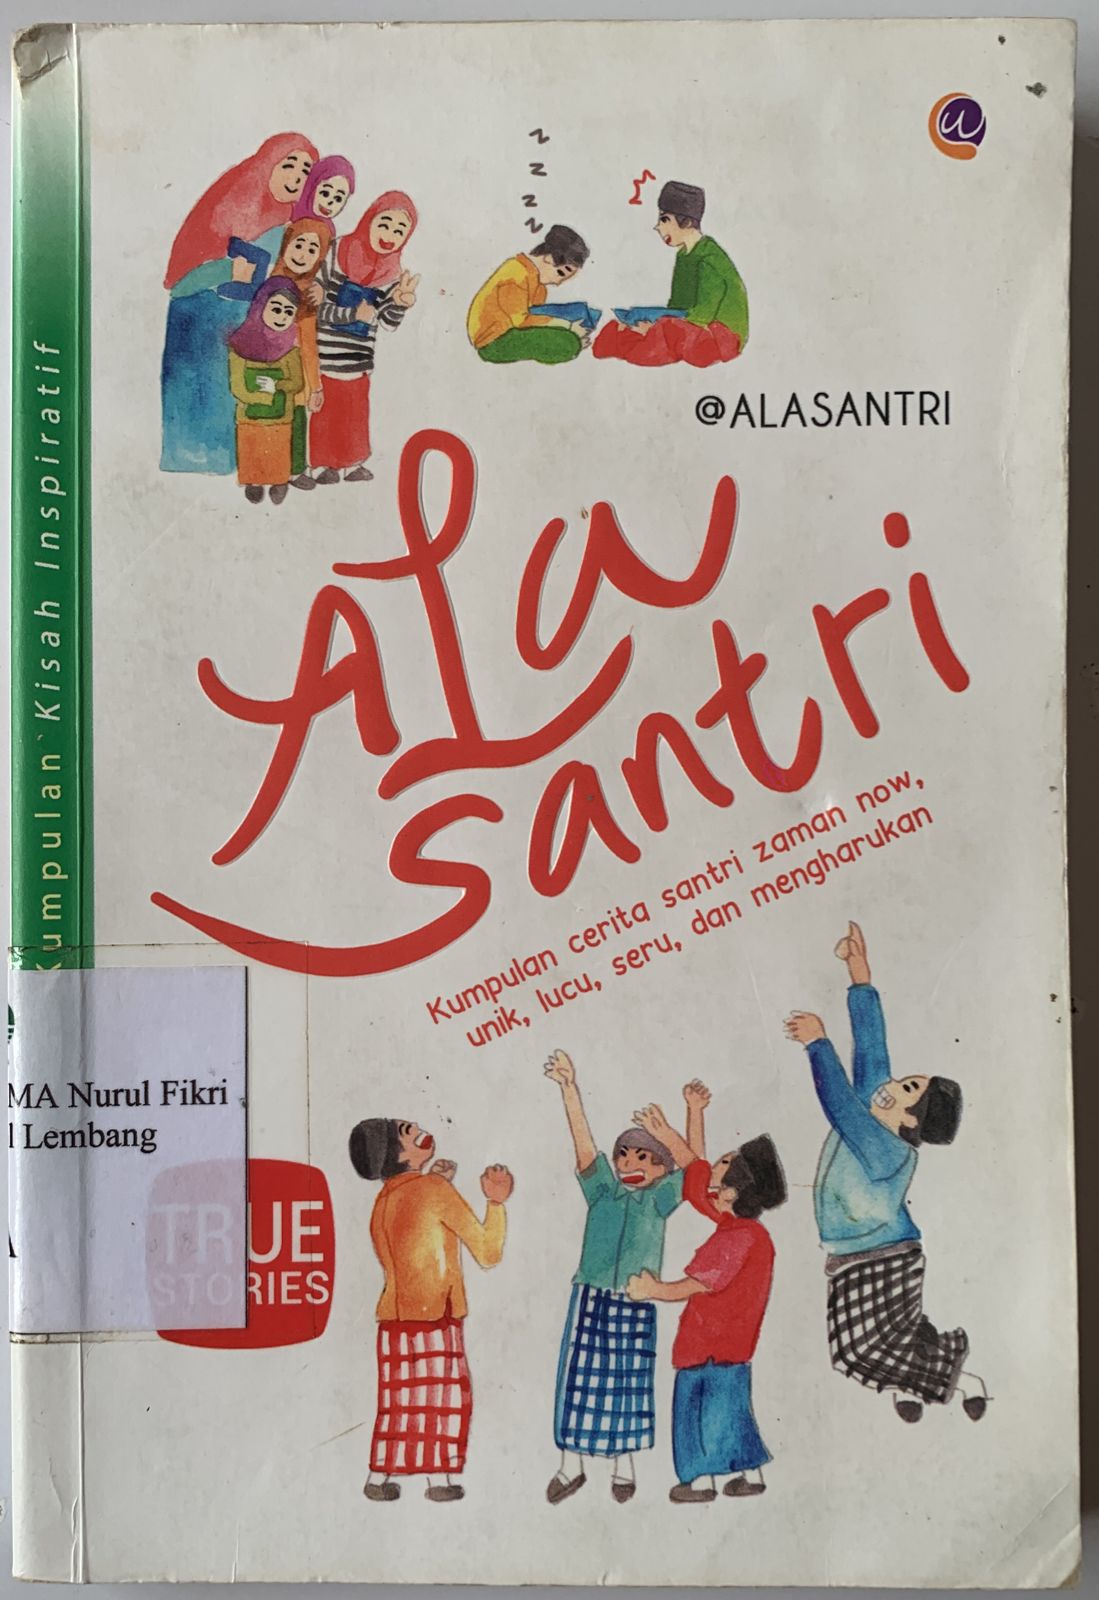 Kumpulan Kisah Inspiratif
z
z
z
z
@ALASANTRI
Ala
santri
Kumpulan cerita santri zaman now,
unik, lucu, seru, dan mengharukan
MA Nurul Fikri
Lembang
TRUE
STORIES